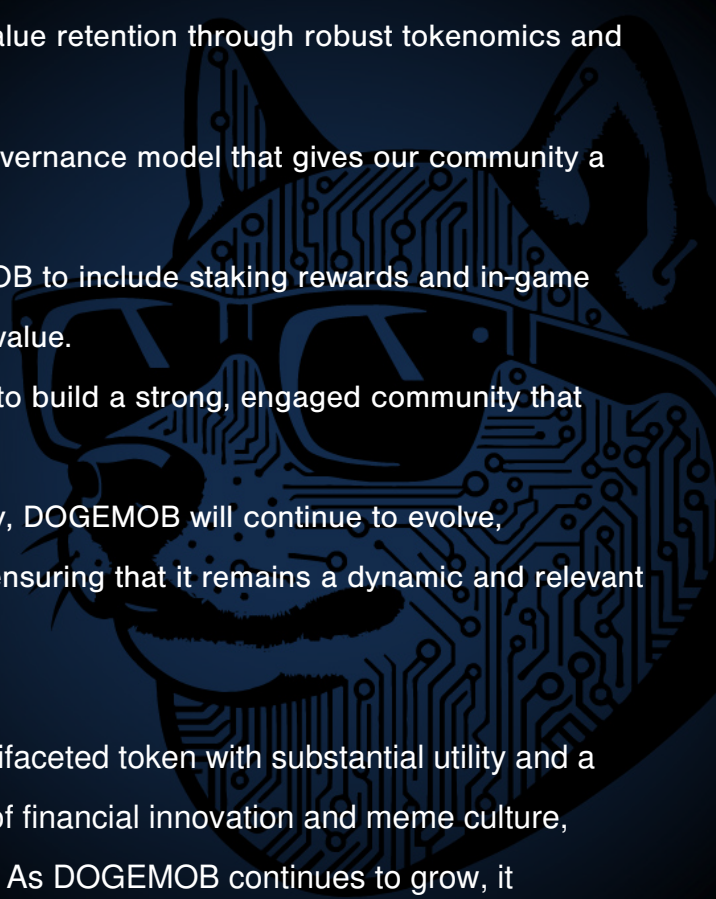 alue retention through robust tokenomics and
vernance model that gives our community a
OB to include staking rewards and in-game
value.
to build a strong, engaged community that
y, DOGEMOB will continue to evolve,
ensuring that it remains a dynamic and relevant
ifaceted token with substantial utility and a
of financial innovation and meme culture,
As DOGEMOB continues to grow, it